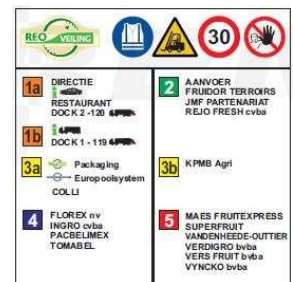 REO VEILING
30
1a DIRECTIE
RESTAURANT
DOCK 2 -120
1b
DOCK 1 - 119
3a Packaging
Europoolsystem
COLLI
4 FLOREX nv
INGRO cvba
PACBELIMEX
TOMABEL
2 AANVOER
FRUIDOR TERROIRS
JMF PARTENARIAT
REJO FRESH cvba
3b KPMB Agri
5 MAES FRUITEXPRESS
SUPERFRUIT
VANDENHEEDE-OUTTIER
VERDIGRO bvba
VERS FRUIT bvba
VYNCKO bvba